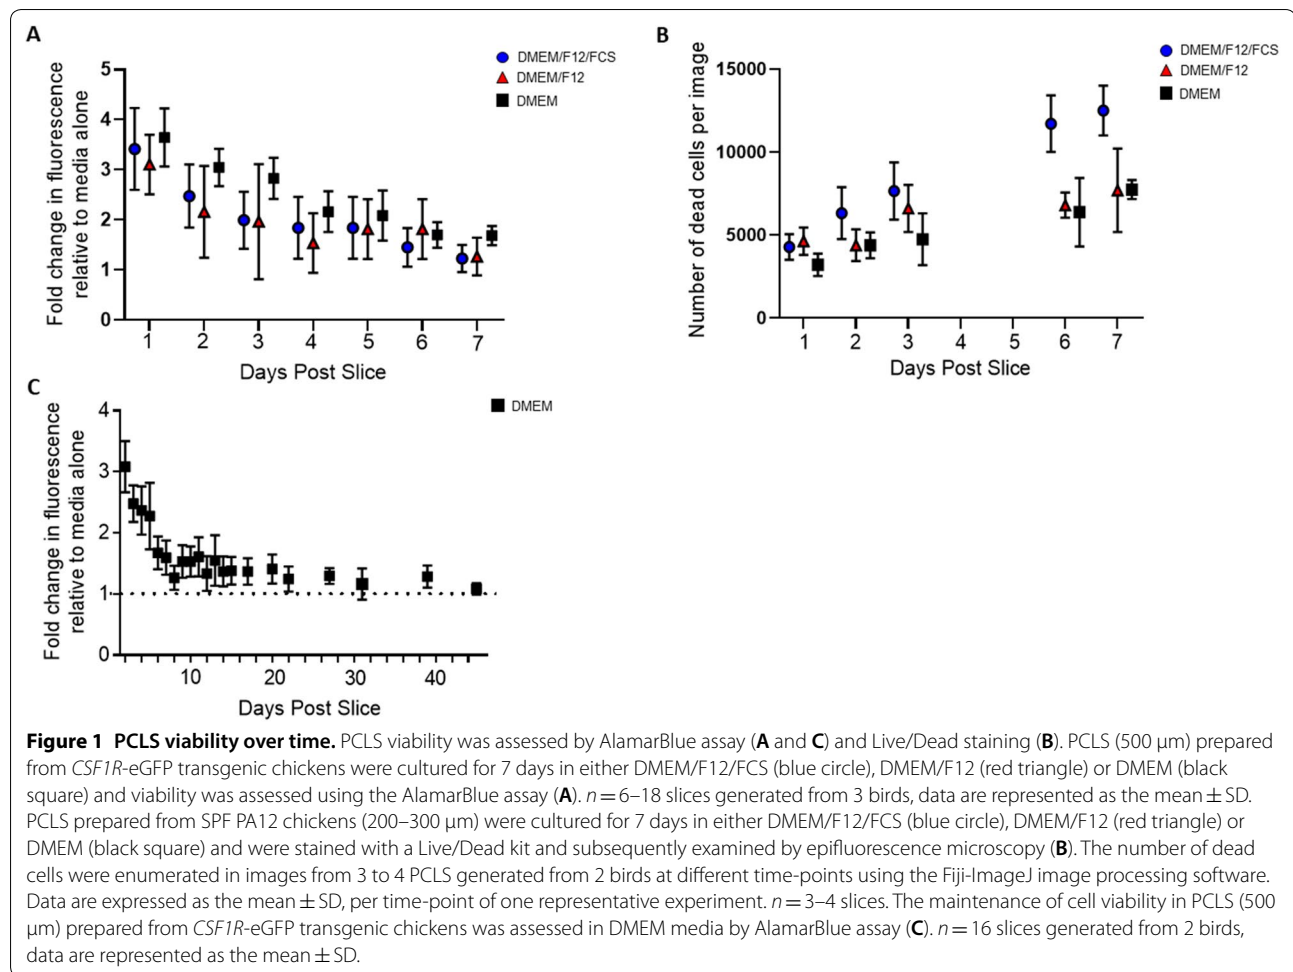 A
Fold change in fluorescence
relative to media alone
5
4
3
2
1
0
1 2 3 4 5 6 7
Days Post Slice
DMEM/F12/FCS
DMEM/F12
DMEM
B
Number of dead cells per image
15000
10000
5000
0
1 2 3 4 5 6 7
Days Post Slice
DMEM/F12/FCS
DMEM/F12
DMEM
C
Fold change in fluorescence
relative to media alone
4
3
2
1
0
10 20 30 40
Days Post Slice
DMEM
Figure 1 PCLS viability over time. PCLS viability was assessed by AlamarBlue assay (A and C) and Live/Dead staining (B). PCLS (500 µm) prepared
from CSF1R-eGFP transgenic chickens were cultured for 7 days in either DMEM/F12/FCS (blue circle), DMEM/F12 (red triangle) or DMEM (black
square) and viability was assessed using the AlamarBlue assay (A). n = 6–18 slices generated from 3 birds, data are represented as the mean ± SD.
PCLS prepared from SPF PA12 chickens (200–300 µm) were cultured for 7 days in either DMEM/F12/FCS (blue circle), DMEM/F12 (red triangle) or
DMEM (black square) and were stained with a Live/Dead kit and subsequently examined by epifluorescence microscopy (B). The number of dead
cells were enumerated in images from 3 to 4 PCLS generated from 2 birds at different time-points using the Fiji-ImageJ image processing software.
Data are expressed as the mean ± SD, per time-point of one representative experiment. n = 3–4 slices. The maintenance of cell viability in PCLS (500
µm) prepared from CSF1R-eGFP transgenic chickens was assessed in DMEM media by AlamarBlue assay (C). n = 16 slices generated from 2 birds,
data are represented as the mean ± SD.